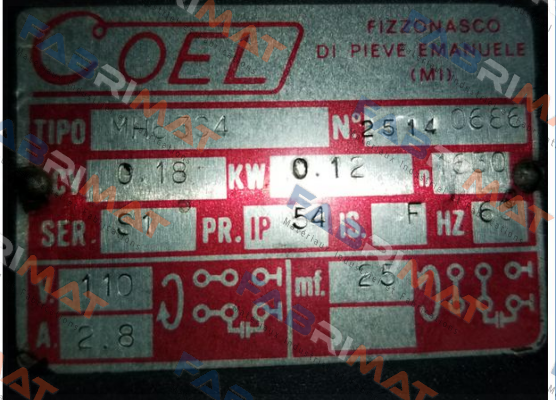 COEL
FIZZONASCO
DI PIEVE EMANUELE
(MI)
TIPO N° 2514 0686
CV 0.18 KW. 0.12 n
SER. S1 PR. IP 54 IS. F HZ
V. 110 mf. 25
A. 2.8
FABRIMAT